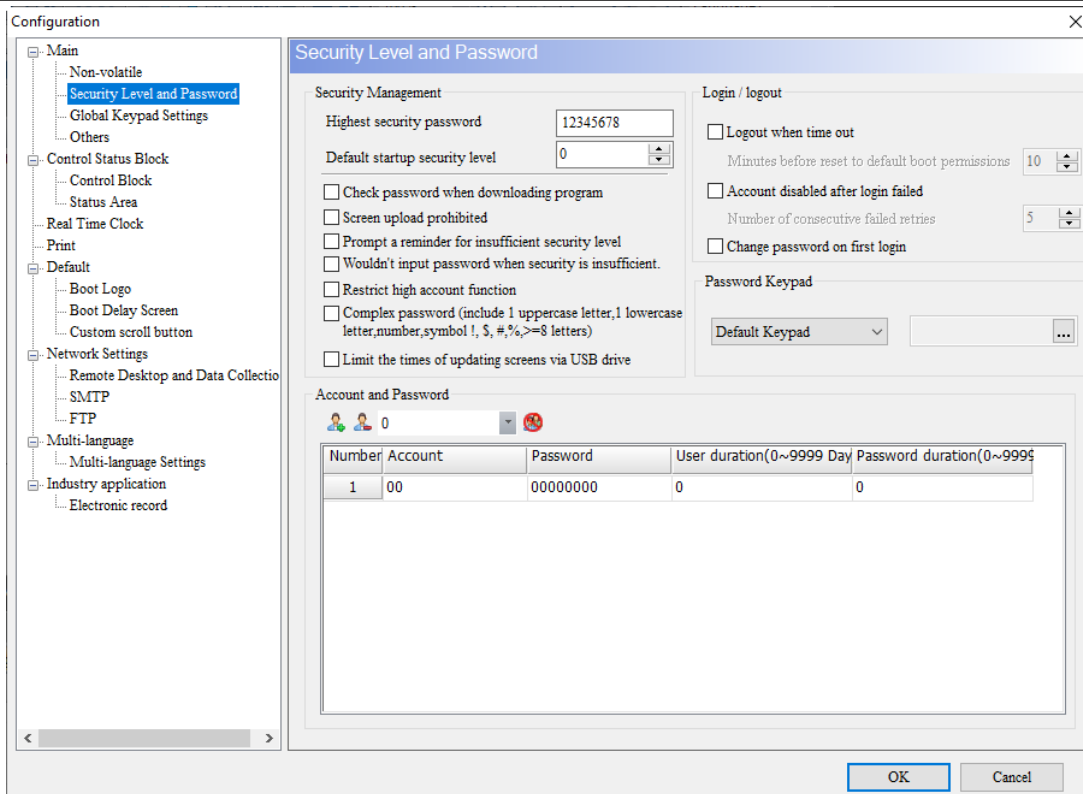 Configuration
Main
Non-volatile
Security Level and Password
Global Keypad Settings
Others
Control Status Block
Control Block
Status Area
Real Time Clock
Print
Default
Boot Logo
Boot Delay Screen
Custom scroll button
Network Settings
Remote Desktop and Data Collectio
SMTP
FTP
Multi-language
Multi-language Settings
Industry application
Electronic record
Security Level and Password
Security Management
Highest security password 12345678
Default startup security level 0
Check password when downloading program
Screen upload prohibited
Prompt a reminder for insufficient security level
Wouldn't input password when security is insufficient.
Restrict high account function
Complex password (include 1 uppercase letter,1 lowercase
letter,number,symbol !, $, #,%,>=8 letters)
Limit the times of updating screens via USB drive
Login / logout
Logout when time out
Minutes before reset to default boot permissions 10
Account disabled after login failed
Number of consecutive failed retries 5
Change password on first login
Password Keypad
Default Keypad ...
Account and Password
0
Number Account Password User duration(0~9999 Day Password duration(0~9999
1 00 00000000 0 0
OK Cancel